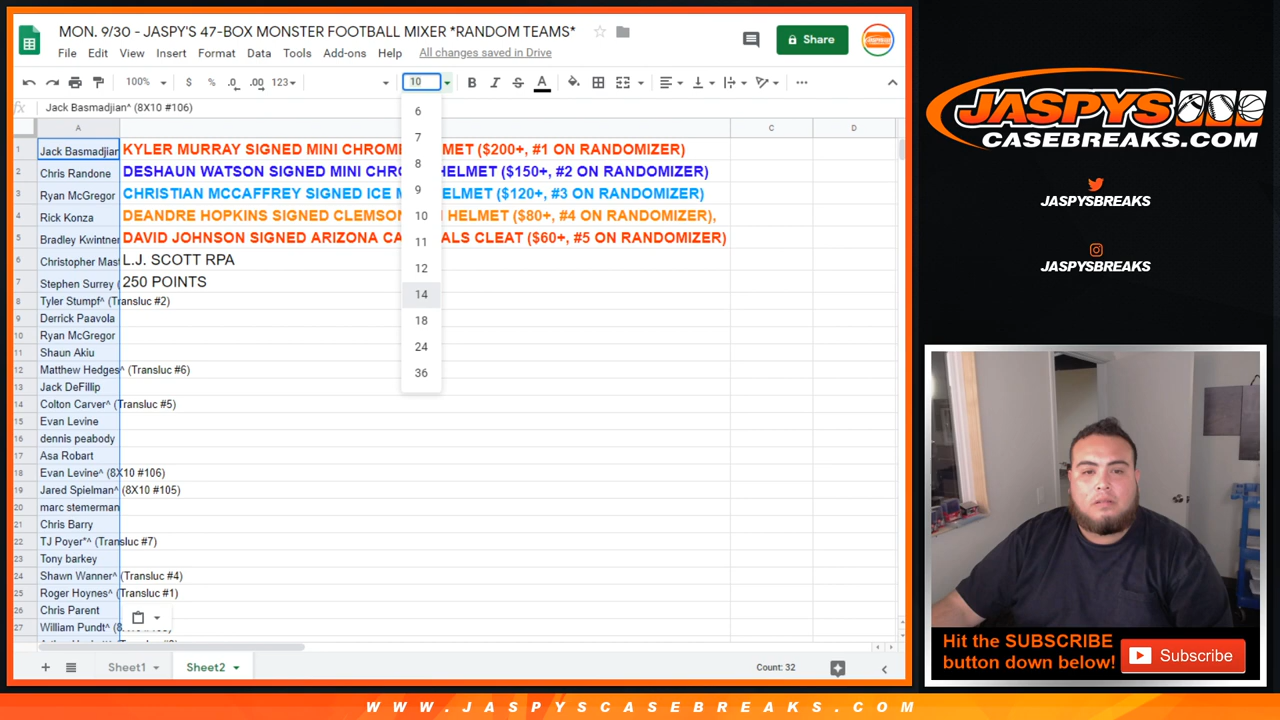 MON. 9/30 - JASPY'S 47-BOX MONSTER FOOTBALL MIXER *RANDOM TEAMS*
File Edit View Insert Format Data Tools Add-ons Help All changes saved in Drive
Share
100% $ % .0 .00 123 10 B I S A
fx Jack Basmadjian^ (8X10 #106)
A C D
1 Jack Basmadjian KYLER MURRAY SIGNED MINI CHROME HELMET ($200+, #1 ON RANDOMIZER)
2 Chris Randone DESHAUN WATSON SIGNED MINI CHRO HELMET ($150+, #2 ON RANDOMIZER)
3 Ryan McGregor CHRISTIAN MCCAFFREY SIGNED ICE M HELMET ($120+, #3 ON RANDOMIZER)
4 Rick Konza DEANDRE HOPKINS SIGNED CLEMSON HELMET ($80+, #4 ON RANDOMIZER),
5 Bradley Kwintner DAVID JOHNSON SIGNED ARIZONA CA ALS CLEAT ($60+, #5 ON RANDOMIZER)
6 Christopher Mast L.J. SCOTT RPA
7 Stephen Surrey ( 250 POINTS
8 Tyler Stumpf^ (Transluc #2)
9 Derrick Paavola
10 Ryan McGregor
11 Shaun Akiu
12 Matthew Hedges^ (Transluc #6)
13 Jack DeFillip
14 Colton Carver^ (Transluc #5)
15 Evan Levine
16 dennis peabody
17 Asa Robart
18 Evan Levine^ (8X10 #106)
19 Jared Spielman^ (8X10 #105)
20 marc stemerman
21 Chris Barry
22 TJ Poyer*^ (Transluc #7)
23 Tony barkey
24 Shawn Wanner^ (Transluc #4)
25 Roger Hoynes^ (Transluc #1)
26 Chris Parent
27 William Pundt^ (8
6
7
8
9
10
11
12
14
18
24
36
Sheet1 Sheet2 Count: 32
JASPYS
CASEBREAKS.COM
JASPYSBREAKS
JASPYSBREAKS
Hit the SUBSCRIBE
button down below!
Subscribe
WWW.JASPYSCASEBREAKS.COM